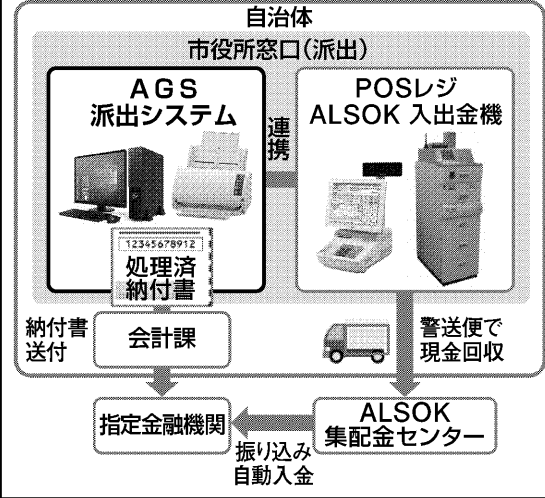 自治体
市役所窓口(派出)
AGS
派出システム
連携
POSレジ
ALSOK 入出金機
12345678912
処理済
納付書
納付書
送付
会計課
警送便で
現金回収
指定金融機関
振り込み
自動入金
ALSOK
集配金センター